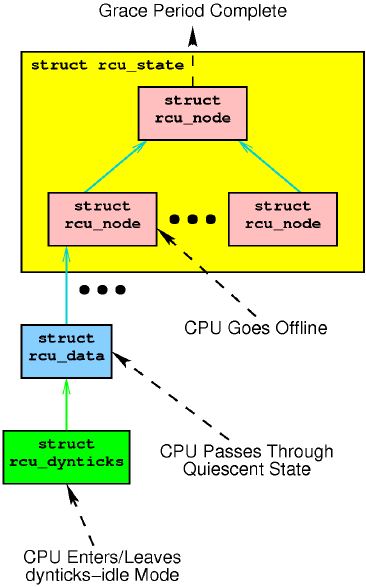 Grace Period Complete
struct rcu_state
struct
rcu_node
struct
rcu_node
struct
rcu_node
CPU Goes Offline
struct
rcu_data
CPU Passes Through
Quiescent State
struct
rcu_dynticks
CPU Enters/Leaves
dynticks−idle Mode